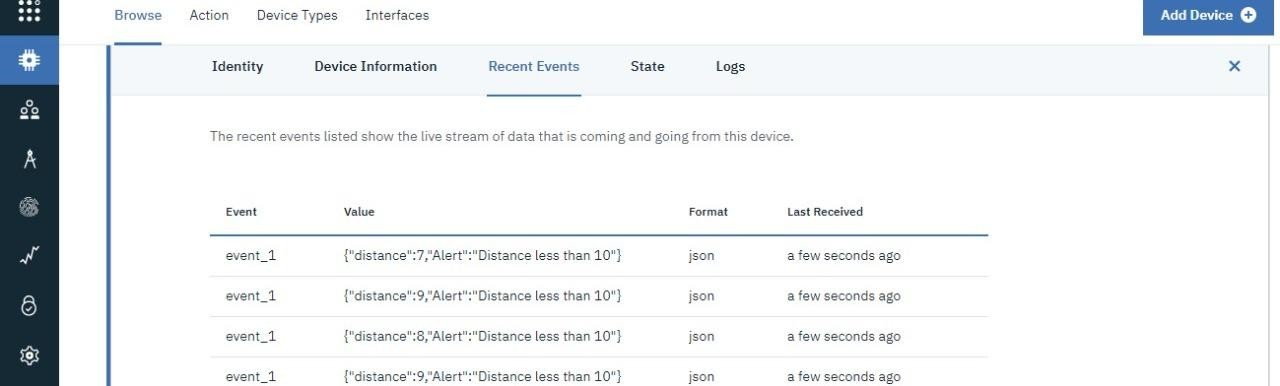 Browse Action Device Types Interfaces Add Device
Identity Device Information Recent Events State Logs
The recent events listed show the live stream of data that is coming and going from this device.
Event Value Format Last Received
event_1 {"distance":7,"Alert":"Distance less than 10"} json a few seconds ago
event_1 {"distance":9,"Alert":"Distance less than 10"} json a few seconds ago
event_1 {"distance":8,"Alert":"Distance less than 10"} json a few seconds ago
event_1 {"distance":9,"Alert":"Distance less than 10"} json a few seconds ago